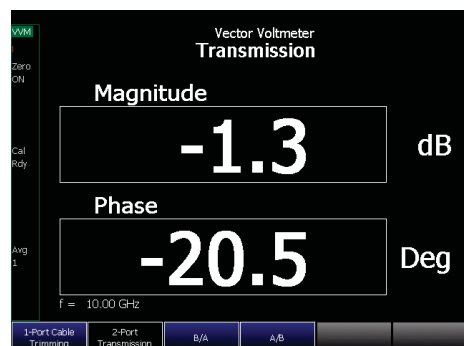 VVM
Vector Voltmeter
Transmission
Zero
ON
Magnitude
-1.3
dB
Cal
Rdy
Phase
-20.5
Deg
Avg
1
f = 10.00 GHz
1-Port Cable
Trimming
2-Port
Transmission
B/A
A/B